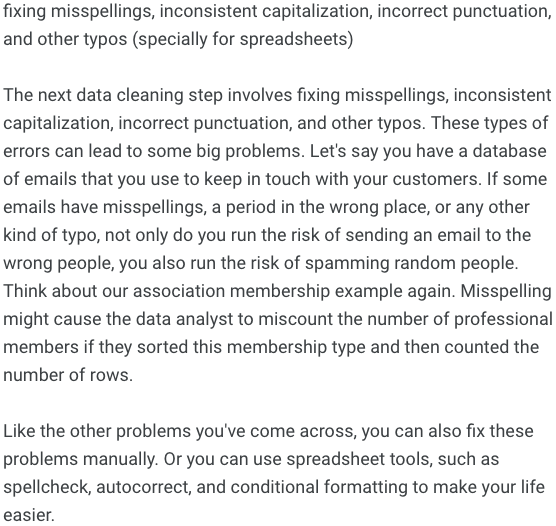 fixing misspellings, inconsistent capitalization, incorrect punctuation,
and other typos (specially for spreadsheets)
The next data cleaning step involves fixing misspellings, inconsistent
capitalization, incorrect punctuation, and other typos. These types of
errors can lead to some big problems. Let's say you have a database
of emails that you use to keep in touch with your customers. If some
emails have misspellings, a period in the wrong place, or any other
kind of typo, not only do you run the risk of sending an email to the
wrong people, you also run the risk of spamming random people.
Think about our association membership example again. Misspelling
might cause the data analyst to miscount the number of professional
members if they sorted this membership type and then counted the
number of rows.
Like the other problems you've come across, you can also fix these
problems manually. Or you can use spreadsheet tools, such as
spellcheck, autocorrect, and conditional formatting to make your life
easier.